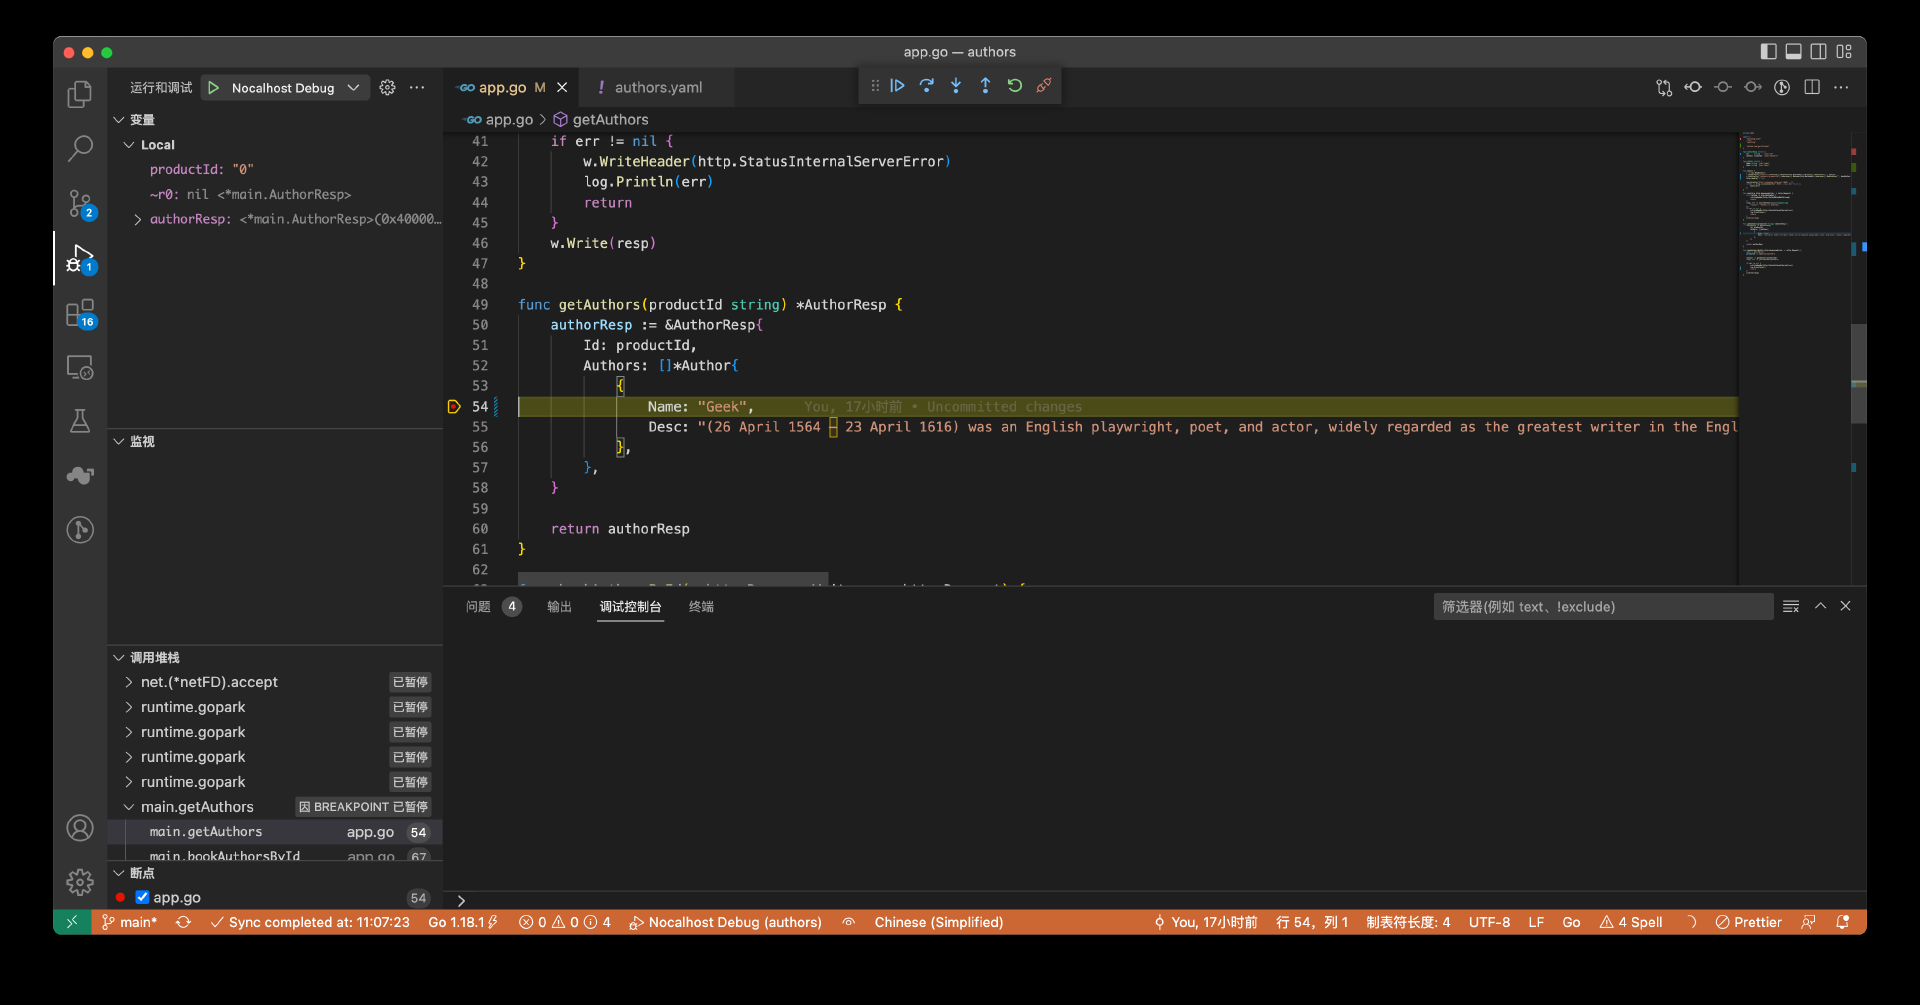 app.go — authors
运行和调试 Nocalhost Debug
变量
Local
productId: "0"
~r0: nil <*main.AuthorResp>
authorResp: <*main.AuthorResp>(0x40000…
监视
调用堆栈
net.(*netFD).accept 已暂停
runtime.gopark 已暂停
runtime.gopark 已暂停
runtime.gopark 已暂停
runtime.gopark 已暂停
main.getAuthors 因 BREAKPOINT 已暂停
main.getAuthors app.go 54
main.bookAuthorsById app.go 67
断点
app.go 54
2
1
16
app.go M
! authors.yaml
app.go > getAuthors
41 if err != nil {
42 w.WriteHeader(http.StatusInternalServerError)
43 log.Println(err)
44 return
45 }
46 w.Write(resp)
47 }
48
49 func getAuthors(productId string) *AuthorResp {
50 authorResp := &AuthorResp{
51 Id: productId,
52 Authors: []*Author{
53 {
54 Name: "Geek", You, 17小时前 • Uncommitted changes
55 Desc: "(26 April 1564 – 23 April 1616) was an English playwright, poet, and actor, widely regarded as the greatest writer in the Engl
56 },
57 },
58 }
59
60 return authorResp
61 }
62
问题 4 输出 调试控制台 终端
筛选器(例如 text、!exclude)
main* Sync completed at: 11:07:23 Go 1.18.1 0 0 4 Nocalhost Debug (authors) Chinese (Simplified) You, 17小时前 行 54，列 1 制表符长度: 4 UTF-8 LF Go 4 Spell Prettier